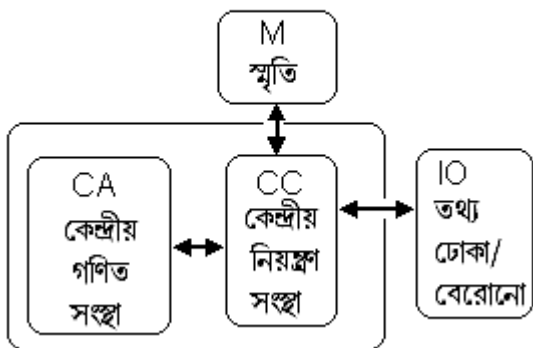 M
স্মৃতি
CA
কেন্দ্রীয়
গণিত
সংস্থা
CC
কেন্দ্রীয়
নিয়ন্ত্রণ
সংস্থা
IO
তথ্য
ঢোকা/
বেরোনো